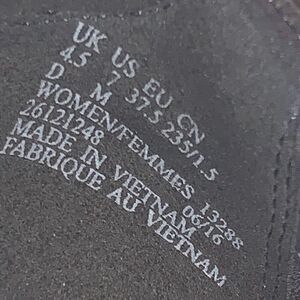 UK US EU CN
4.5 7 37.5 235/1.5
D M
WOMEN/FEMMES 13288
26121248 06/16
MADE IN VIETNAM
FABRIQUE AU VIETNAM